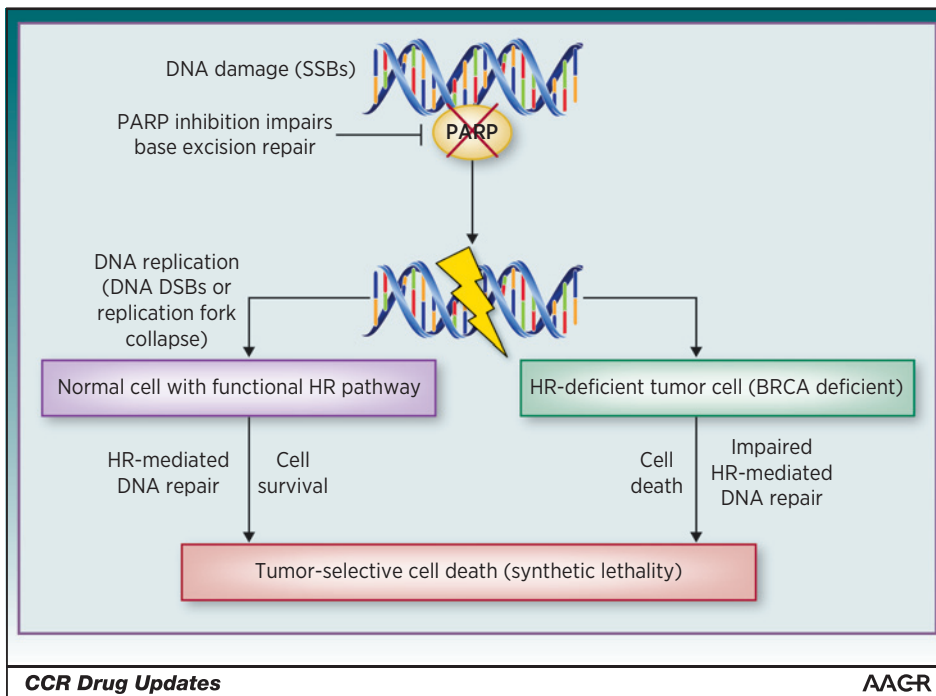 DNA damage (SSBs)
PARP inhibition impairs
base excision repair
PARP
DNA replication
(DNA DSBs or
replication fork
collapse)
Normal cell with functional HR pathway
HR-deficient tumor cell (BRCA deficient)
HR-mediated
DNA repair
Cell
survival
Cell
death
Impaired
HR-mediated
DNA repair
Tumor-selective cell death (synthetic lethality)
CCR Drug Updates
AACR